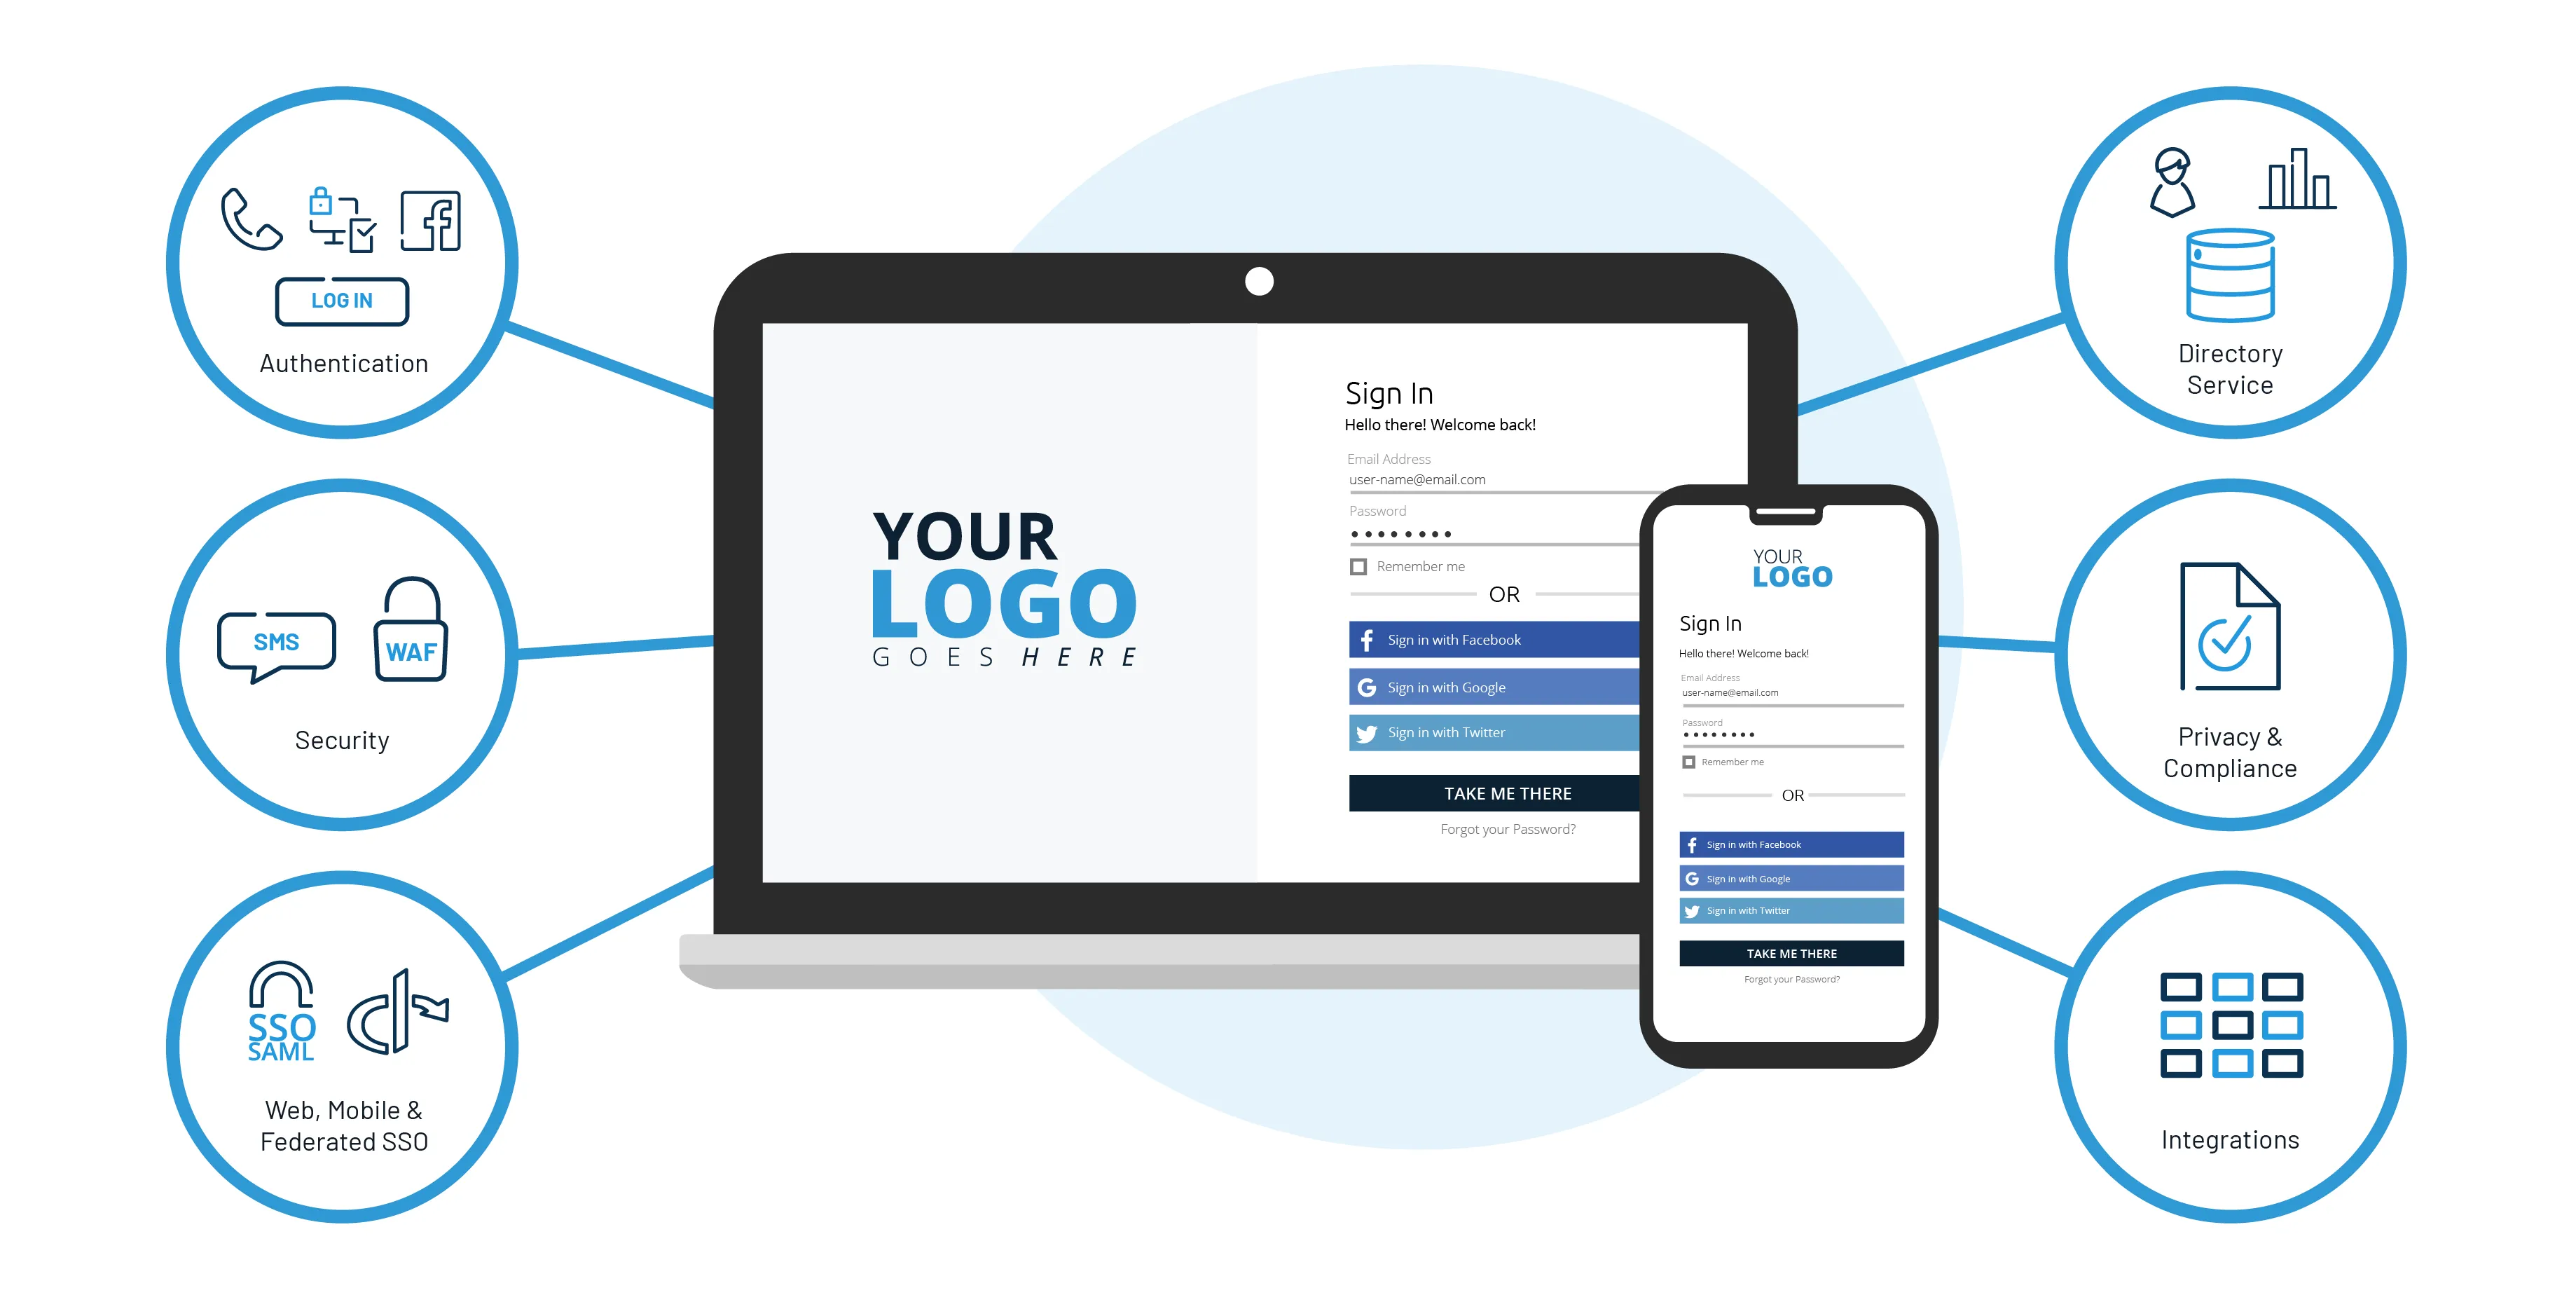 LOG IN
Authentication
SMS
WAF
Security
SSO
SAML
Web, Mobile &
Federated SSO
YOUR
LOGO
GOES HERE
Sign In
Hello there! Welcome back!
Email Address
user-name@email.com
Password
Remember me
OR
Sign in with Facebook
Sign in with Google
Sign in with Twitter
TAKE ME THERE
Forgot your Password?
YOUR
LOGO
Sign In
Hello there! Welcome back!
Email Address
user-name@email.com
Password
Remember me
OR
Sign in with Facebook
Sign in with Google
Sign in with Twitter
TAKE ME THERE
Forgot your Password?
Directory
Service
Privacy &
Compliance
Integrations